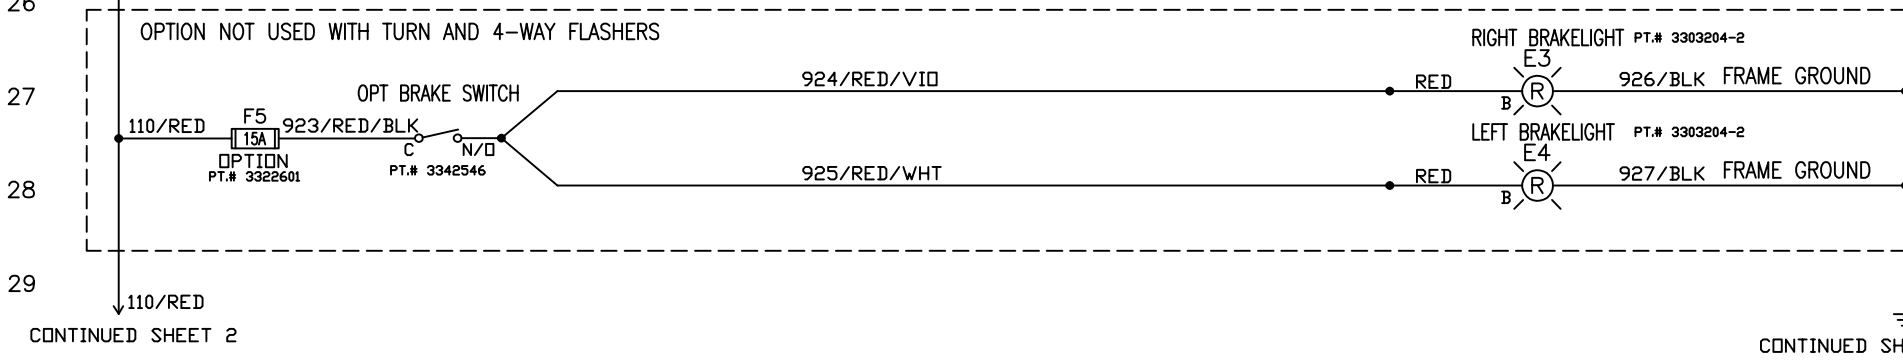 26
OPTION NOT USED WITH TURN AND 4-WAY FLASHERS
RIGHT BRAKELIGHT PT.# 3303204-2
E3
924/RED/VIO
RED
R
B
926/BLK FRAME GROUND
27
OPT BRAKE SWITCH
110/RED
F5
15A
OPTION
PT.# 3322601
923/RED/BLK
C
N/O
PT.# 3342546
LEFT BRAKELIGHT PT.# 3303204-2
E4
925/RED/WHT
RED
R
B
927/BLK FRAME GROUND
28
29
110/RED
CONTINUED SHEET 2
CONTINUED SH